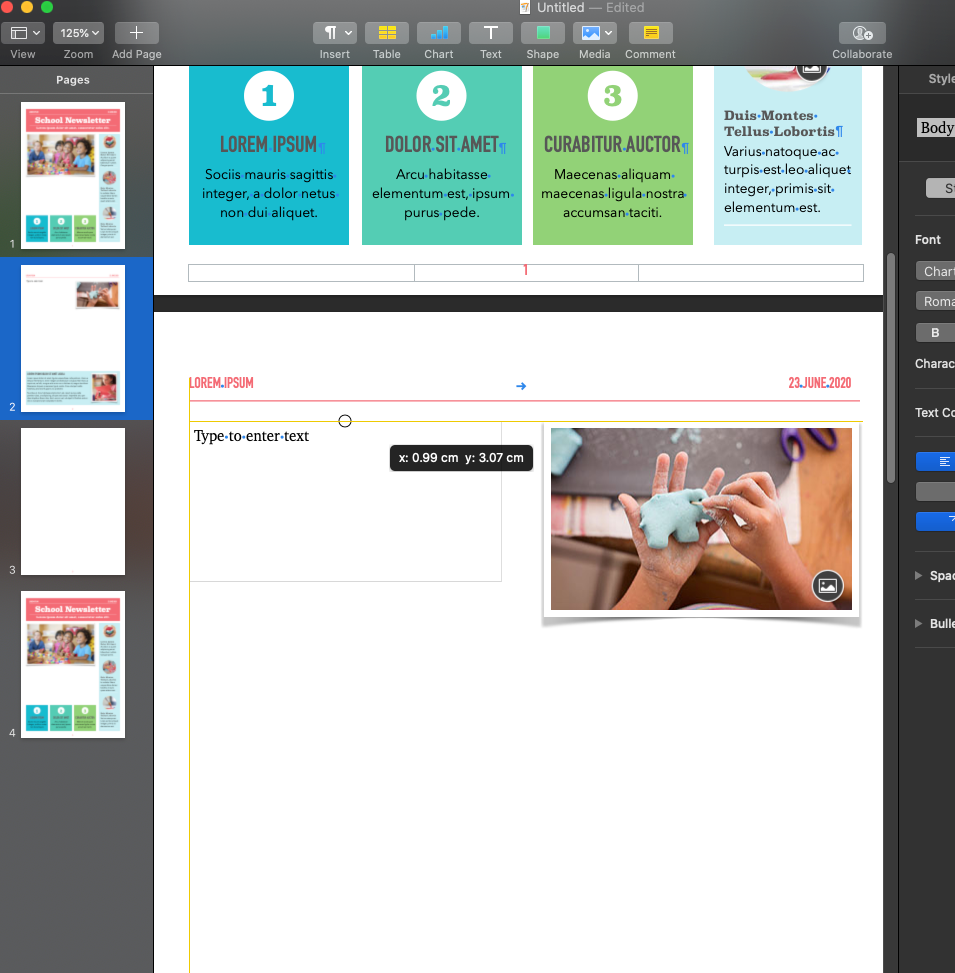 Untitled — Edited
125%
View
Zoom
Add Page
Insert
Table
Chart
Text
Shape
Media
Comment
Collaborate
Pages
School Newsletter
1
2
3
School Newsletter
4
1
LOREM IPSUM¶
Sociis mauris sagittis
integer, a dolor netus
non dui aliquet.
2
DOLOR SIT AMET¶
Arcu habitasse
elementum est, ipsum
purus pede.
3
CURABITUR AUCTOR¶
Maecenas aliquam
maecenas ligula nostra
accumsan taciti.
Duis Montes
Tellus Lobortis¶
Varius natoque ac
turpis est leo aliquet
integer, primis sit
elementum est.
1
LOREM IPSUM → 23 JUNE 2020
Type to enter text
x: 0.99 cm y: 3.07 cm
Style
Body
St
Font
Chart
Roma
B
Charac
Text Co
Spac
Bulle